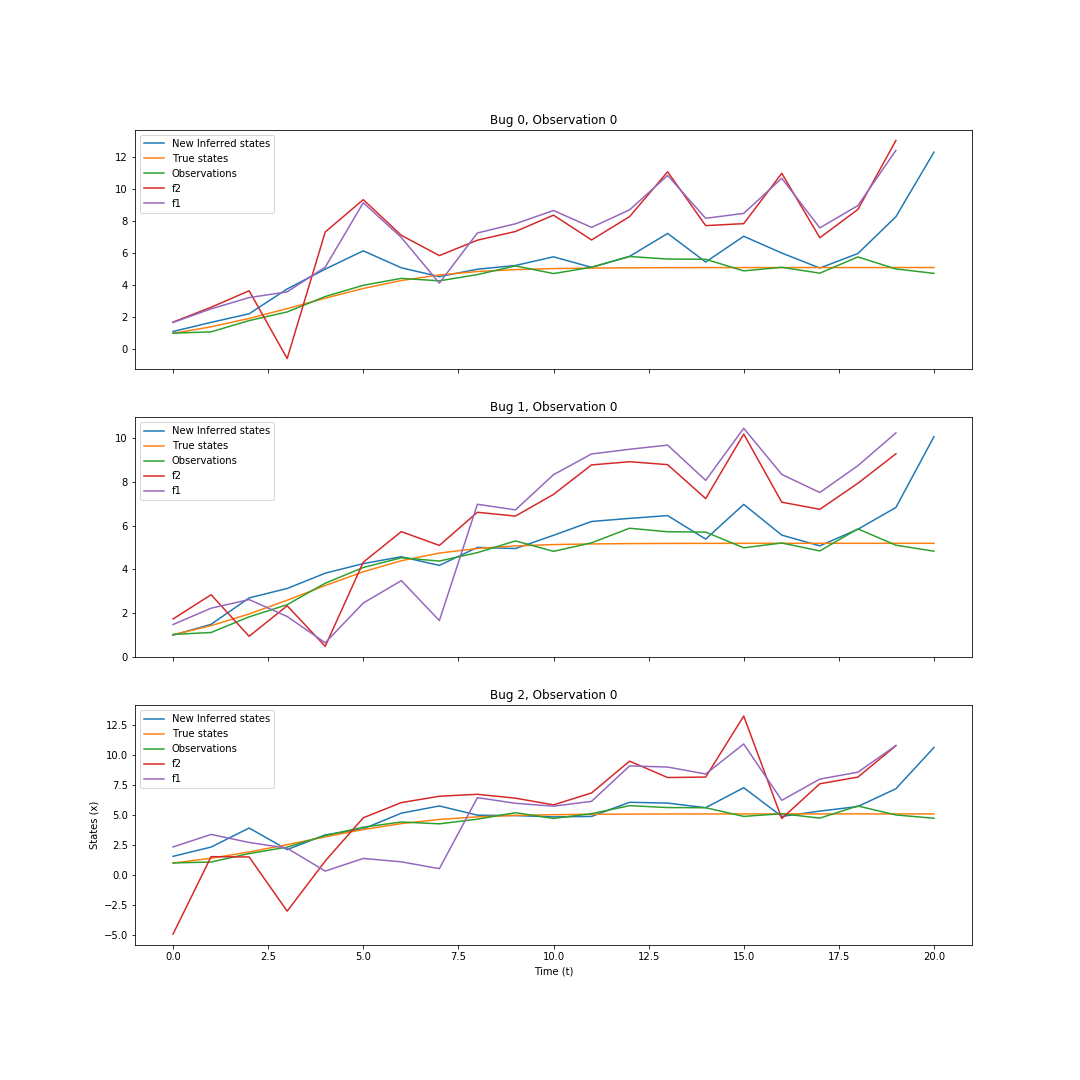 Bug 0, Observation 0
New Inferred states
True states
Observations
f2
f1
12
10
8
6
4
2
0
Bug 1, Observation 0
New Inferred states
True states
Observations
f2
f1
10
8
6
4
2
0
Bug 2, Observation 0
New Inferred states
True states
Observations
f2
f1
12.5
10.0
7.5
5.0
2.5
0.0
−2.5
−5.0
States (x)
0.0 2.5 5.0 7.5 10.0 12.5 15.0 17.5 20.0
Time (t)